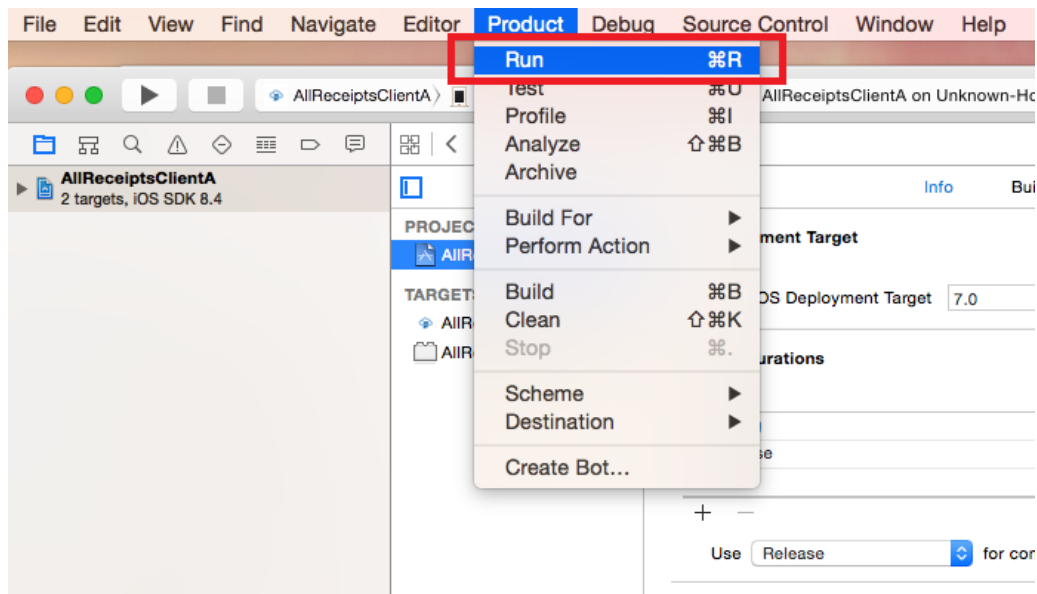 File Edit View Find Navigate Editor Product Debug Source Control Window Help
Run ⌘R
Test ⌘U
Profile ⌘I
Analyze ⇧⌘B
Archive
Build For
Perform Action
Build ⌘B
Clean ⇧⌘K
Stop ⌘.
Scheme
Destination
Create Bot...
AllReceiptsClientA
AllReceiptsClientA on Unknown-Ho
AllReceiptsClientA
2 targets, iOS SDK 8.4
Info Bui
PROJEC
AllR
TARGET
AllR
AllR
ment Target
OS Deployment Target 7.0
urations
se
+ −
Use Release for con